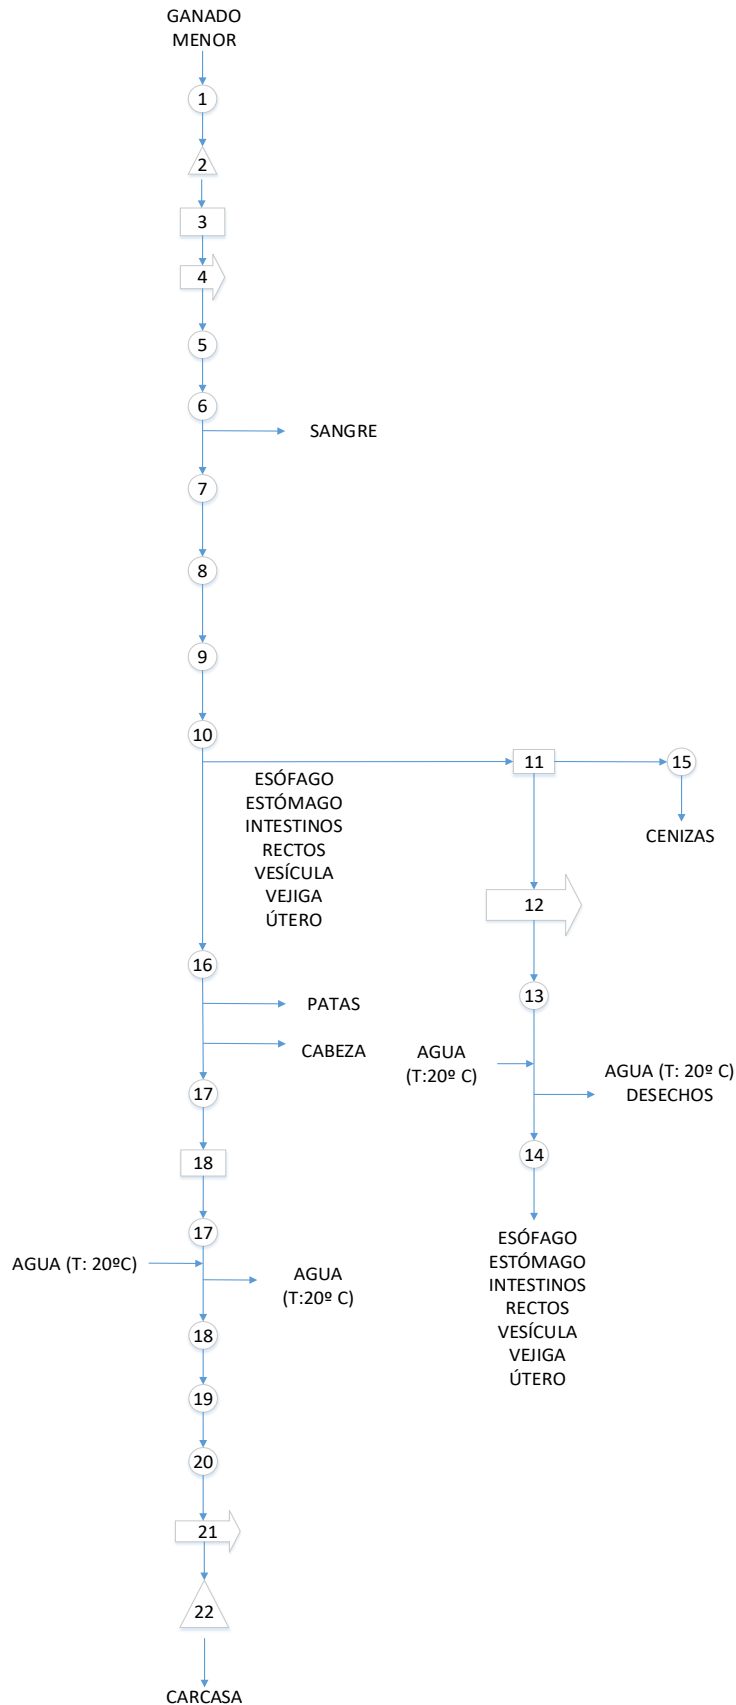 GANADO
MENOR
1
2
3
4
5
6
SANGRE
7
8
9
10
11
15
ESÓFAGO
ESTÓMAGO
INTESTINOS
RECTOS
VESÍCULA
VEJIGA
ÚTERO
CENIZAS
12
16
13
PATAS
CABEZA
AGUA
(T:20º C)
AGUA (T: 20º C)
DESECHOS
17
14
18
17
ESÓFAGO
ESTÓMAGO
INTESTINOS
RECTOS
VESÍCULA
VEJIGA
ÚTERO
AGUA (T: 20ºC)
AGUA
(T:20º C)
18
19
20
21
22
CARCASA